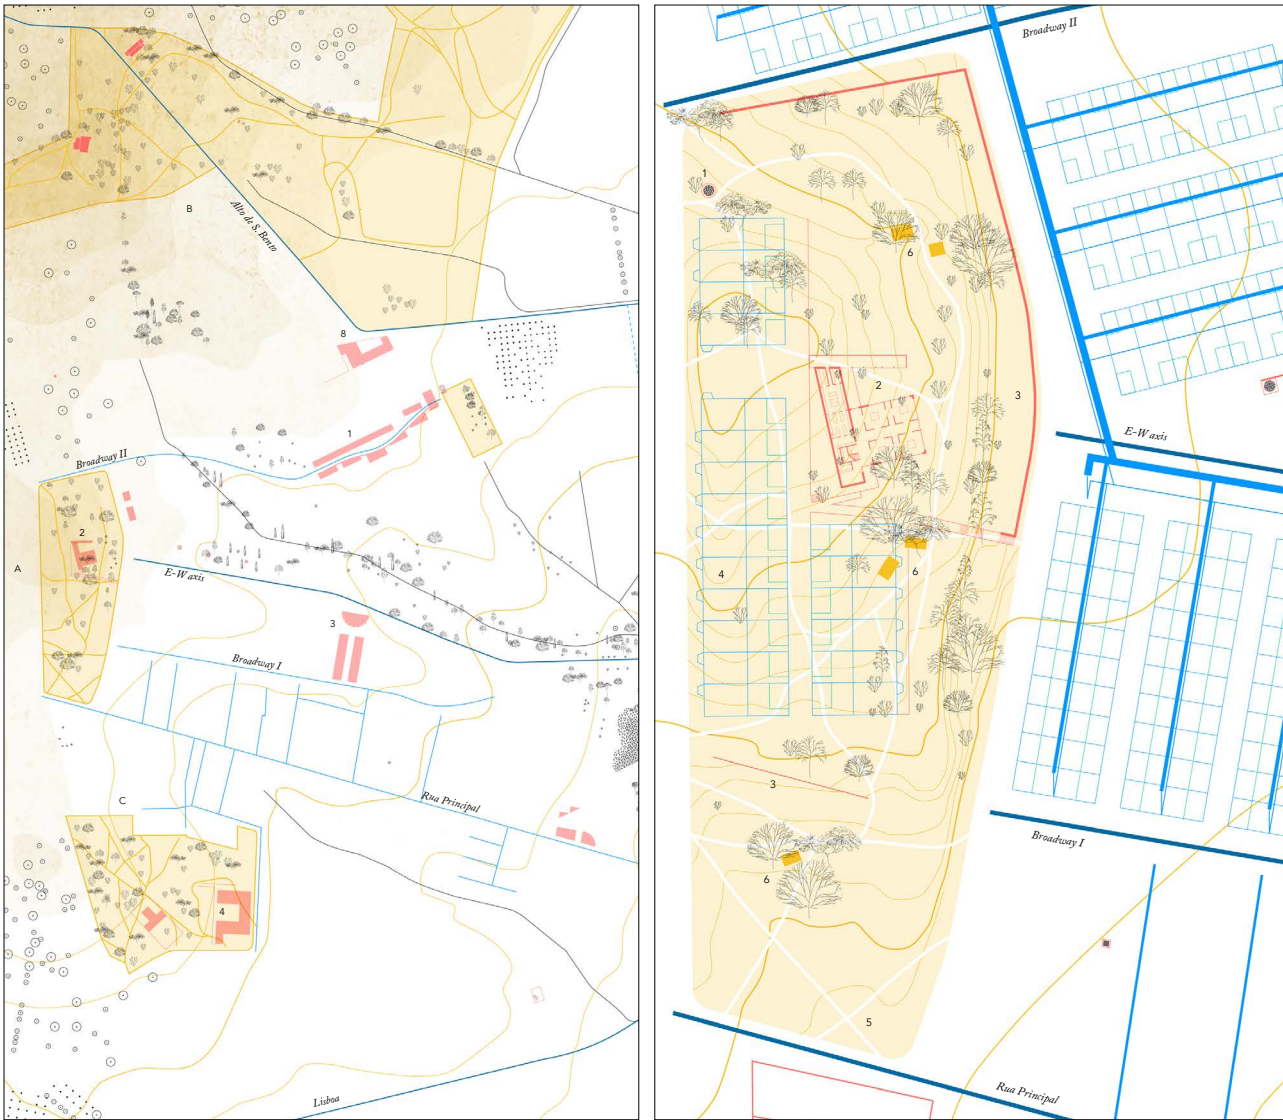 B
Alto de S. Bento
8
1
Broadway II
2
A
E-W axis
3
Broadway I
C
Rua Principal
4
Lisboa
Broadway II
1
6
2
3
E-W axis
4
6
3
Broadway I
6
5
Rua Principal